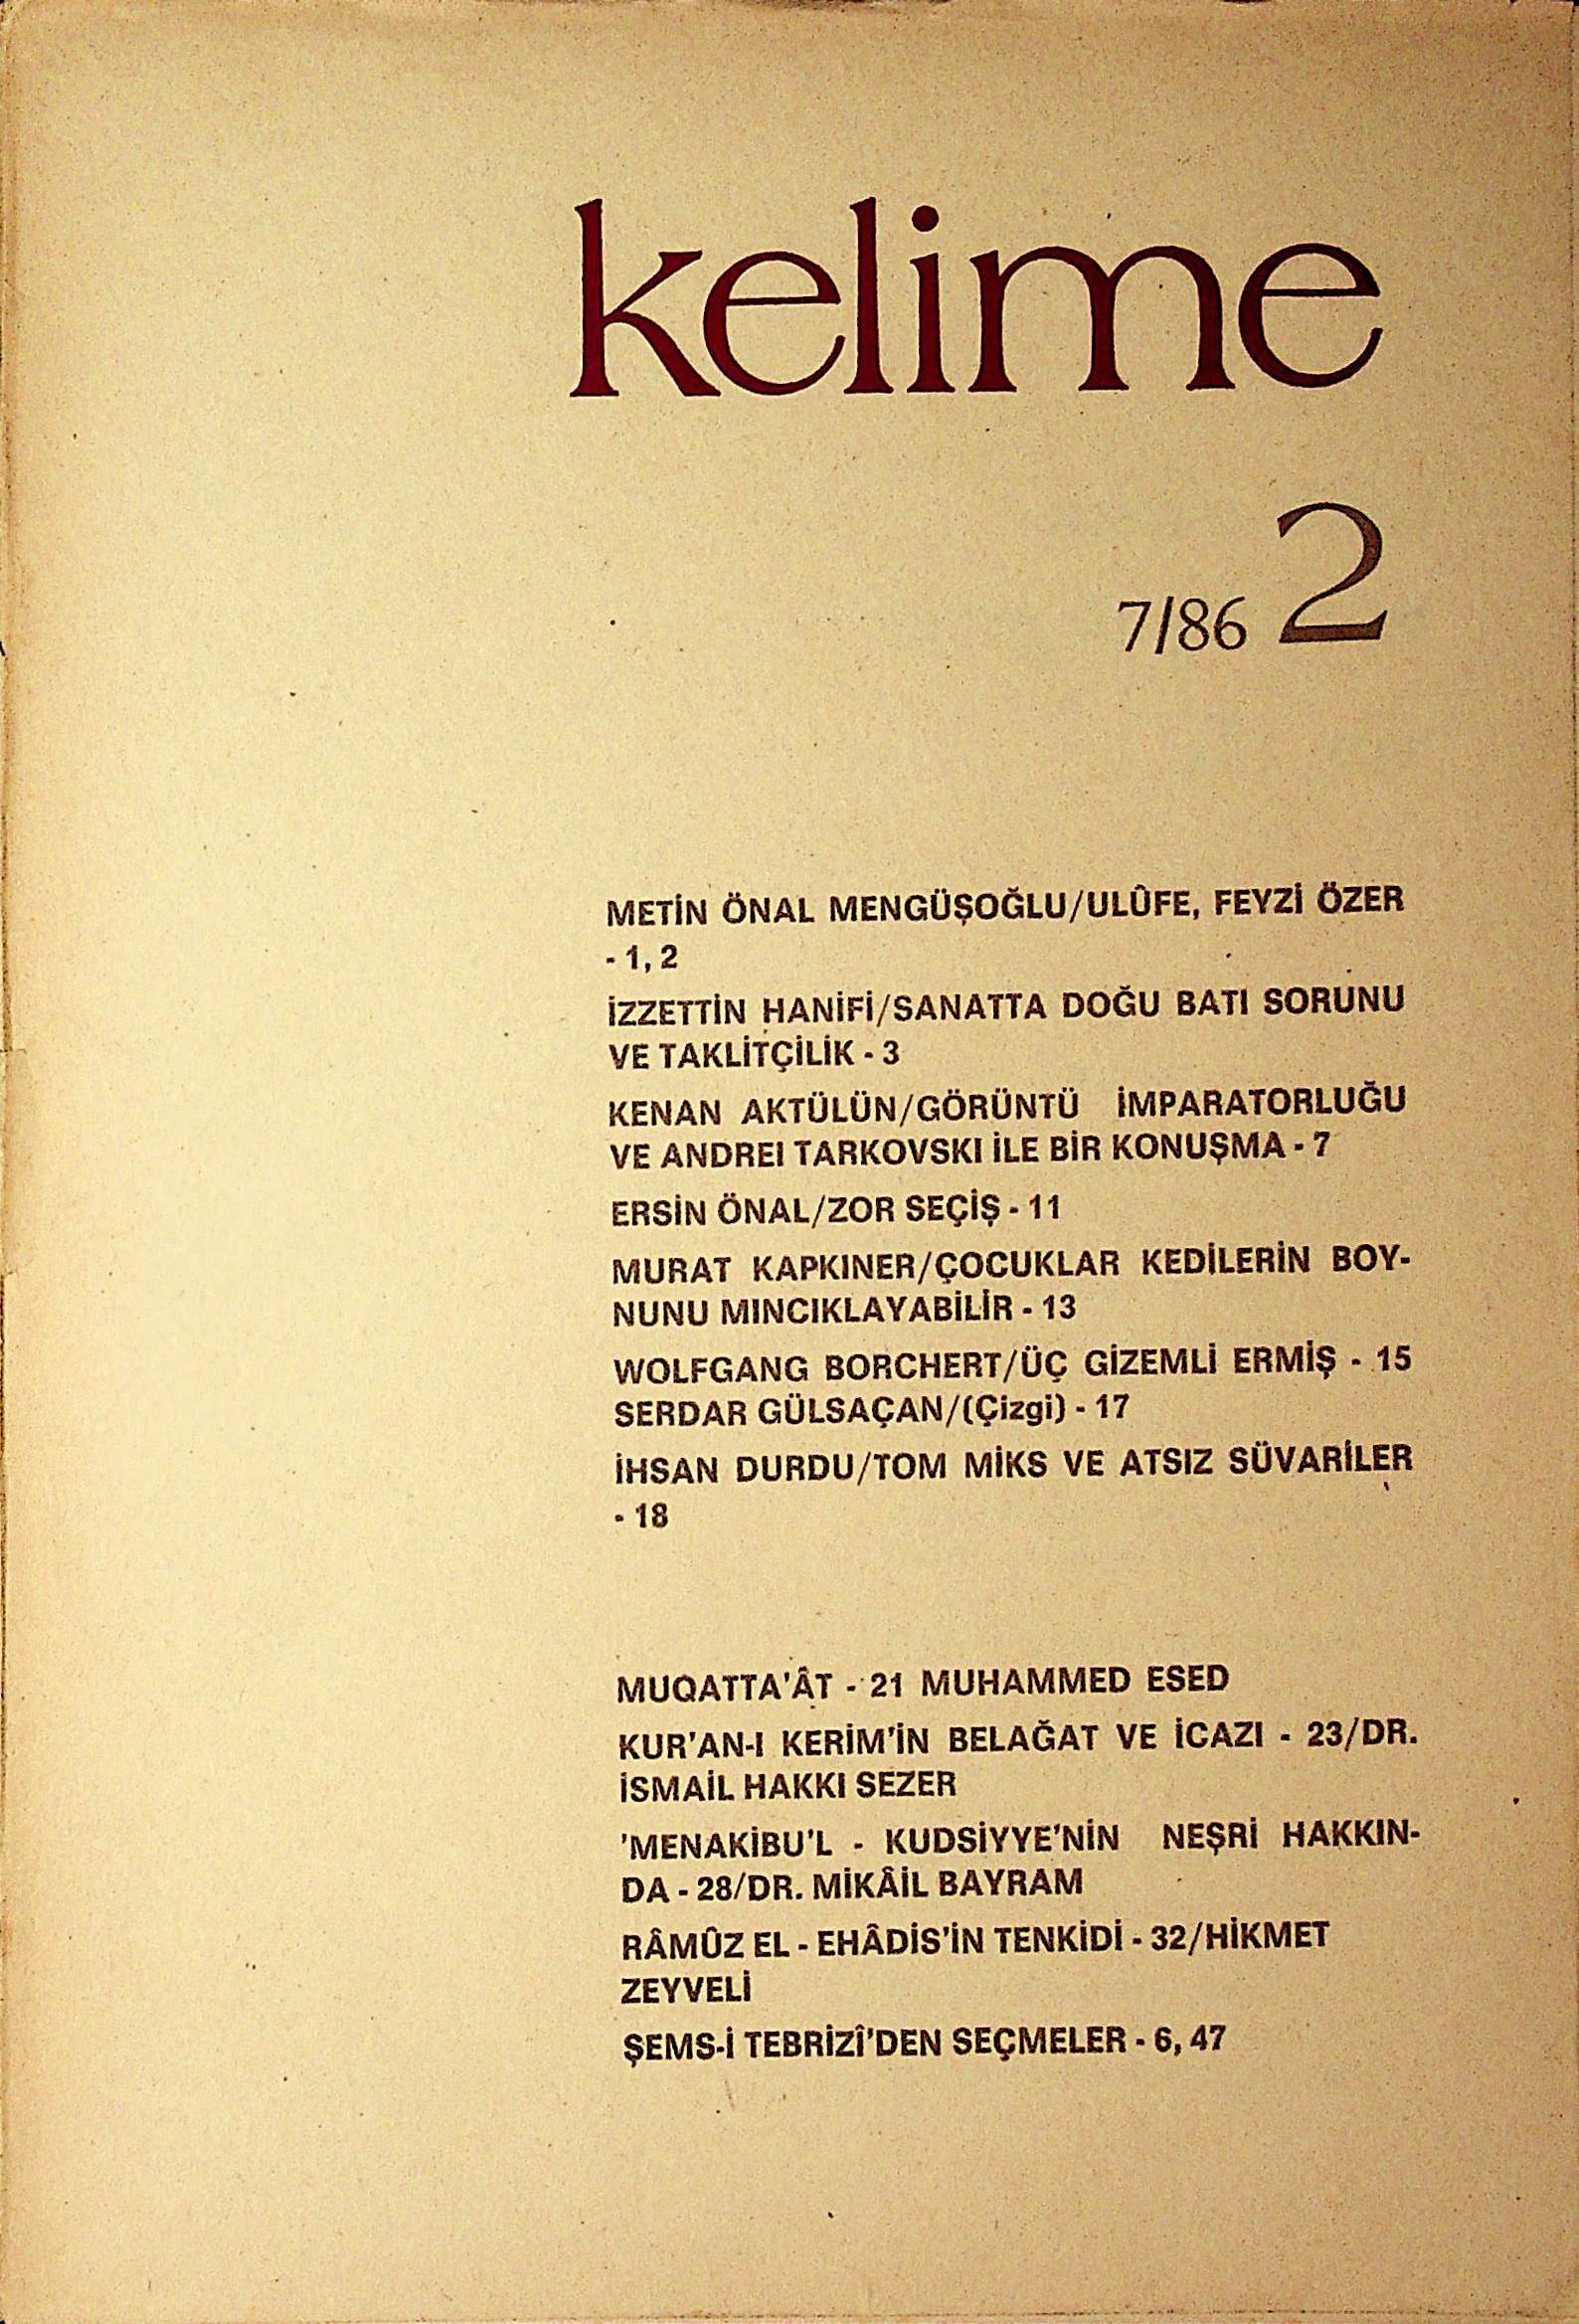 kelime
7/86 2
METİN ÖNAL MENGÜŞOĞLU/ULÛFE, FEYZİ ÖZER
- 1, 2
İZZETTİN HANİFİ/SANATTA DOĞU BATI SORUNU
VE TAKLİTÇİLİK - 3
KENAN AKTÜLÜN/GÖRÜNTÜ İMPARATORLUĞU
VE ANDREI TARKOVSKI İLE BİR KONUŞMA - 7
ERSİN ÖNAL/ZOR SEÇİŞ - 11
MURAT KAPKINER/ÇOCUKLAR KEDİLERİN BOY-
NUNU MINCIKLAYABİLİR - 13
WOLFGANG BORCHERT/ÜÇ GİZEMLİ ERMİŞ - 15
SERDAR GÜLSAÇAN/(Çizgi) - 17
İHSAN DURDU/TOM MİKS VE ATSIZ SÜVARİLER
- 18
MUQATTA'ÂT - 21 MUHAMMED ESED
KUR'AN-I KERİM'İN BELAĞAT VE İCAZI - 23/DR.
İSMAİL HAKKI SEZER
'MENAKİBU'L - KUDSİYYE'NİN NEŞRİ HAKKIN-
DA - 28/DR. MİKÂİL BAYRAM
RÂMÛZ EL - EHÂDİS'İN TENKİDİ - 32/HİKMET
ZEYVELİ
ŞEMS-İ TEBRİZÎ'DEN SEÇMELER - 6, 47